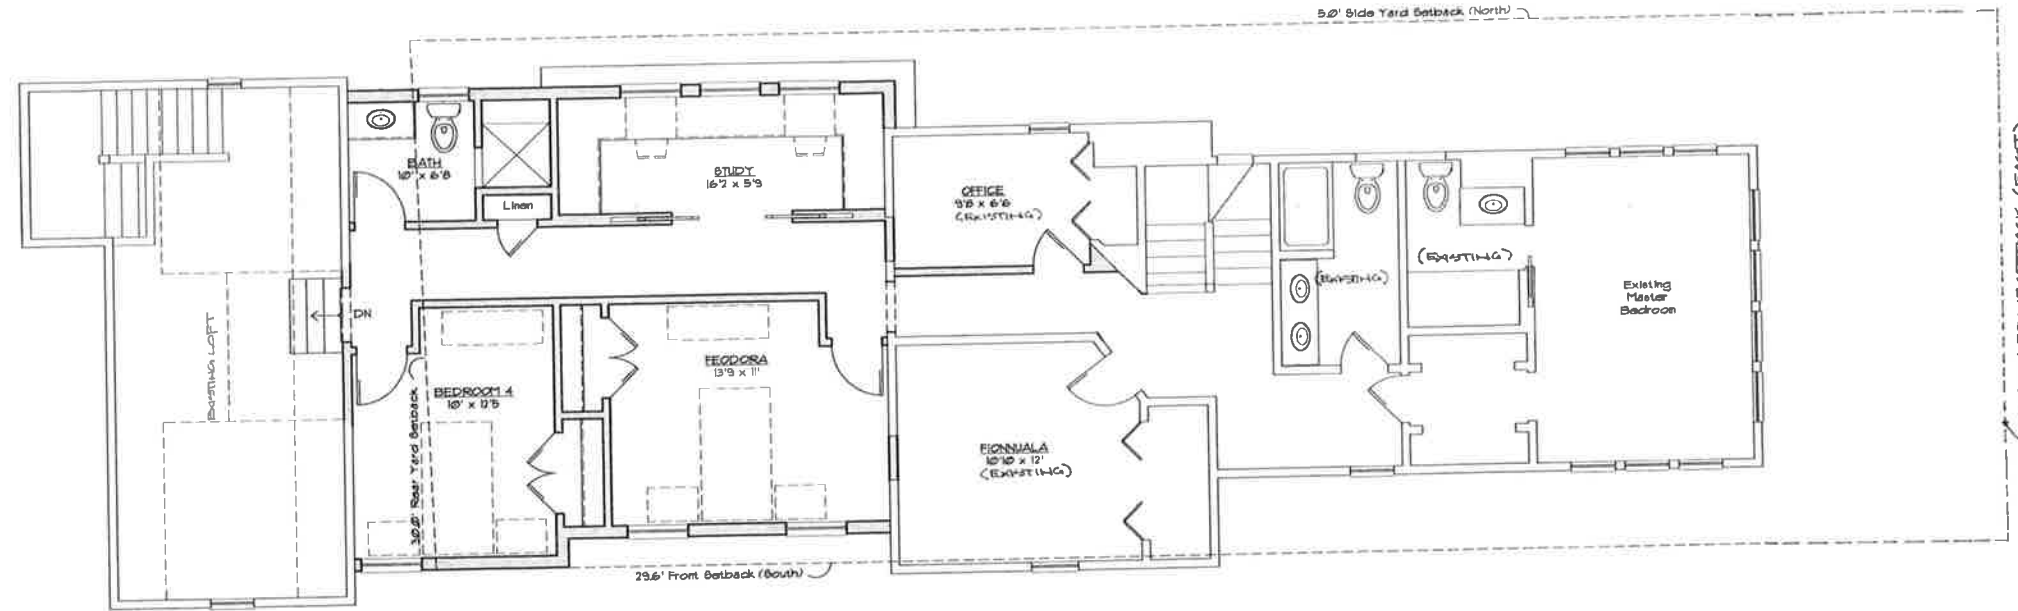 5.0' Side Yard Setback (North)
BATH
10' x 6'8
Linen
STUDY
16'2 x 5'9
OFFICE
9'8 x 6'6
(EXISTING)
(EXISTING)
(EXISTING)
Existing
Master
Bedroom
DN
EXISTING LOFT
BEDROOM 4
10' x 12'5
FEODORA
13'9 x 11'
30.0' Rear Yard Setback
FIONNUALA
10'10 x 12'
(EXISTING)
29.6' Front Setback (South)